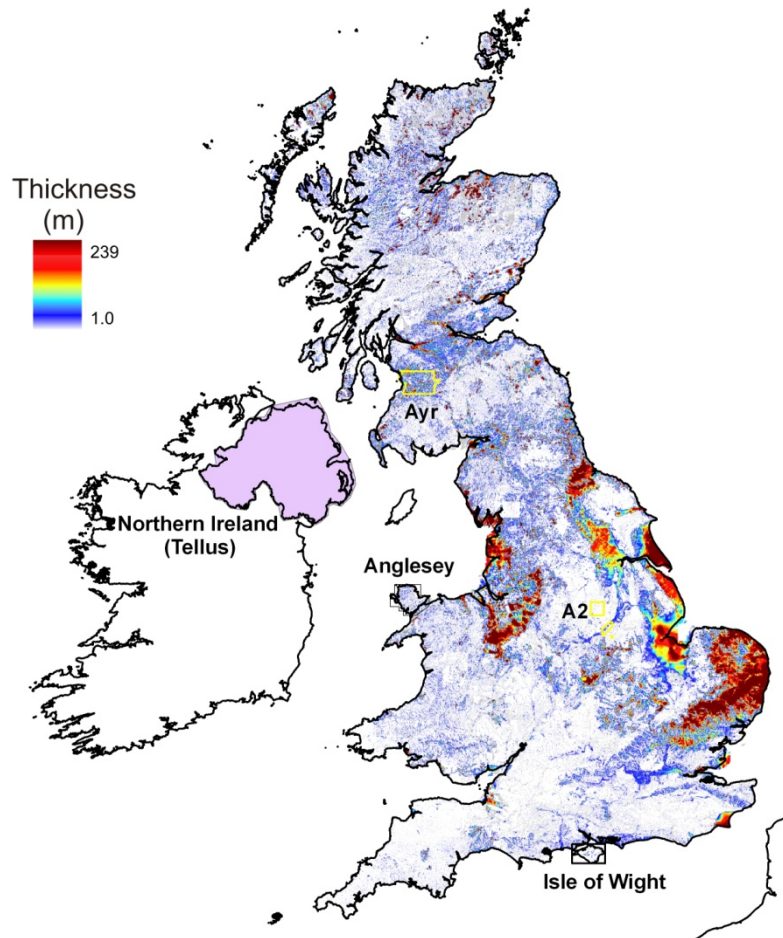 Thickness
(m)
239
1.0
Ayr
Northern Ireland
(Tellus)
Anglesey
A2
Isle of Wight